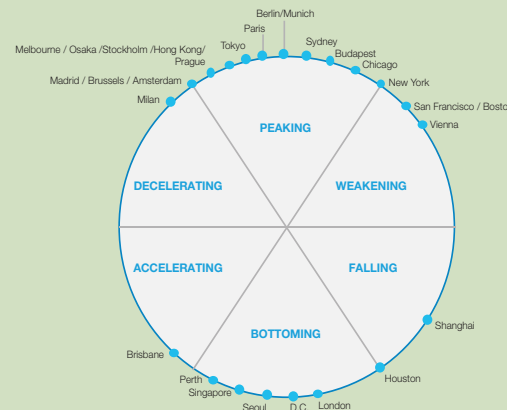 Berlin/Munich
Paris
Tokyo
Sydney
Melbourne / Osaka /Stockholm /Hong Kong/
Prague
Budapest
Chicago
Madrid / Brussels / Amsterdam
New York
Milan
San Francisco / Bosto
Vienna
PEAKING
DECELERATING
WEAKENING
ACCELERATING
FALLING
BOTTOMING
Shanghai
Brisbane
Houston
Perth
Singapore
Seoul
D.C.
London